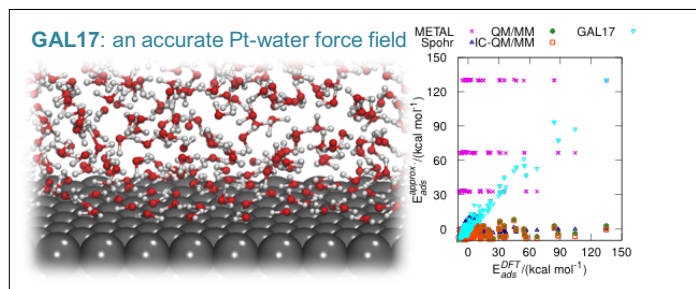 GAL17: an accurate Pt-water force field
METAL QM/MM GAL17
Spohr IC-QM/MM
150
120
90
60
30
0
E_ads^approx./(kcal mol⁻¹)
0 30 60 90 120 150
E_ads^DFT/(kcal mol⁻¹)